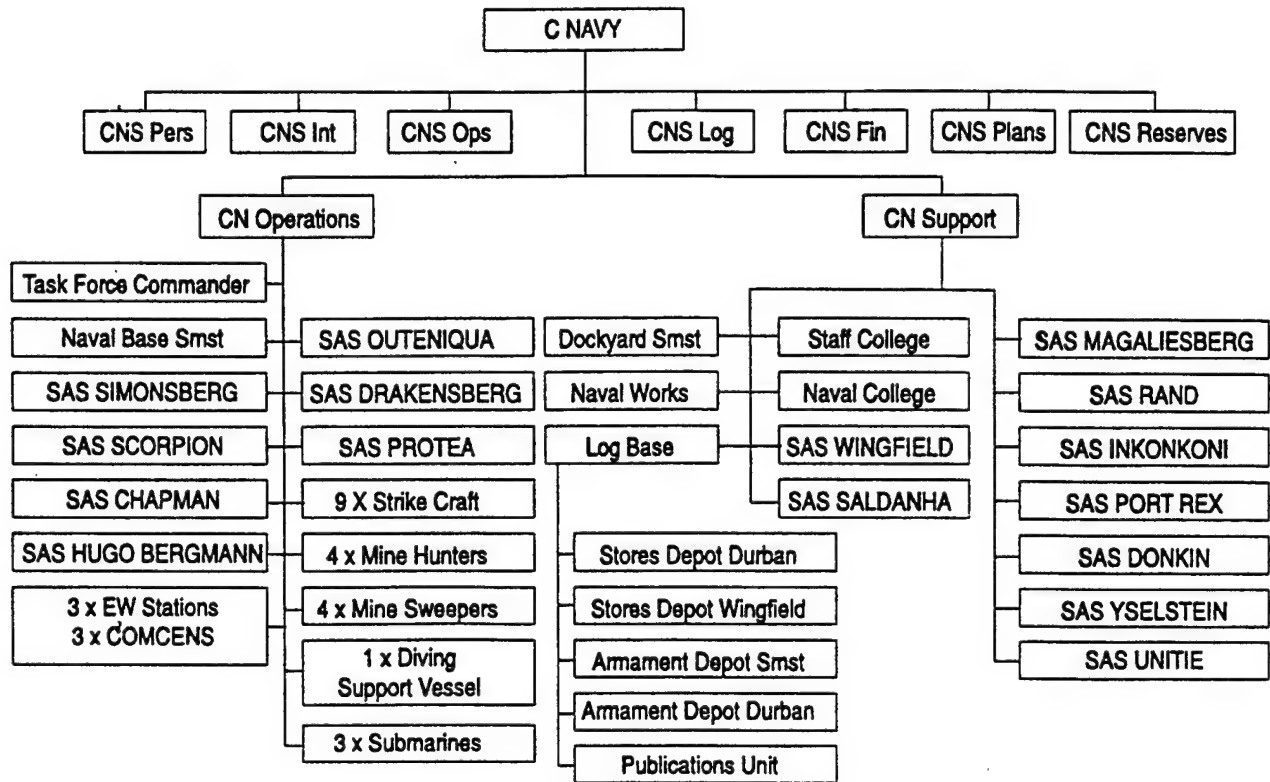 C NAVY
CNS Pers
CNS Int
CNS Ops
CNS Log
CNS Fin
CNS Plans
CNS Reserves
CN Operations
CN Support
Task Force Commander
Naval Base Smst
SAS SIMONSBERG
SAS SCORPION
SAS CHAPMAN
SAS HUGO BERGMANN
3 x EW Stations
3 x COMCENS
SAS OUTENIQUA
SAS DRAKENSBERG
SAS PROTEA
9 X Strike Craft
4 x Mine Hunters
4 x Mine Sweepers
1 x Diving
Support Vessel
3 x Submarines
Dockyard Smst
Naval Works
Log Base
Stores Depot Durban
Stores Depot Wingfield
Armament Depot Smst
Armament Depot Durban
Publications Unit
Staff College
Naval College
SAS WINGFIELD
SAS SALDANHA
SAS MAGALIESBERG
SAS RAND
SAS INKONKONI
SAS PORT REX
SAS DONKIN
SAS YSELSTEIN
SAS UNITIE